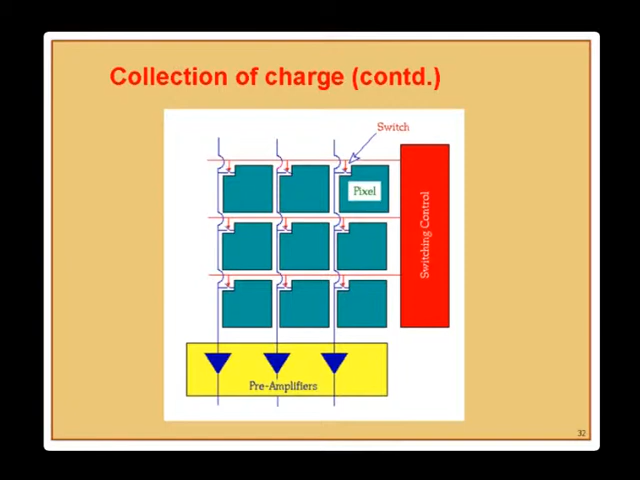 Collection of charge (contd.)
Switch
Pixel
Switching Control
Pre-Amplifiers
32